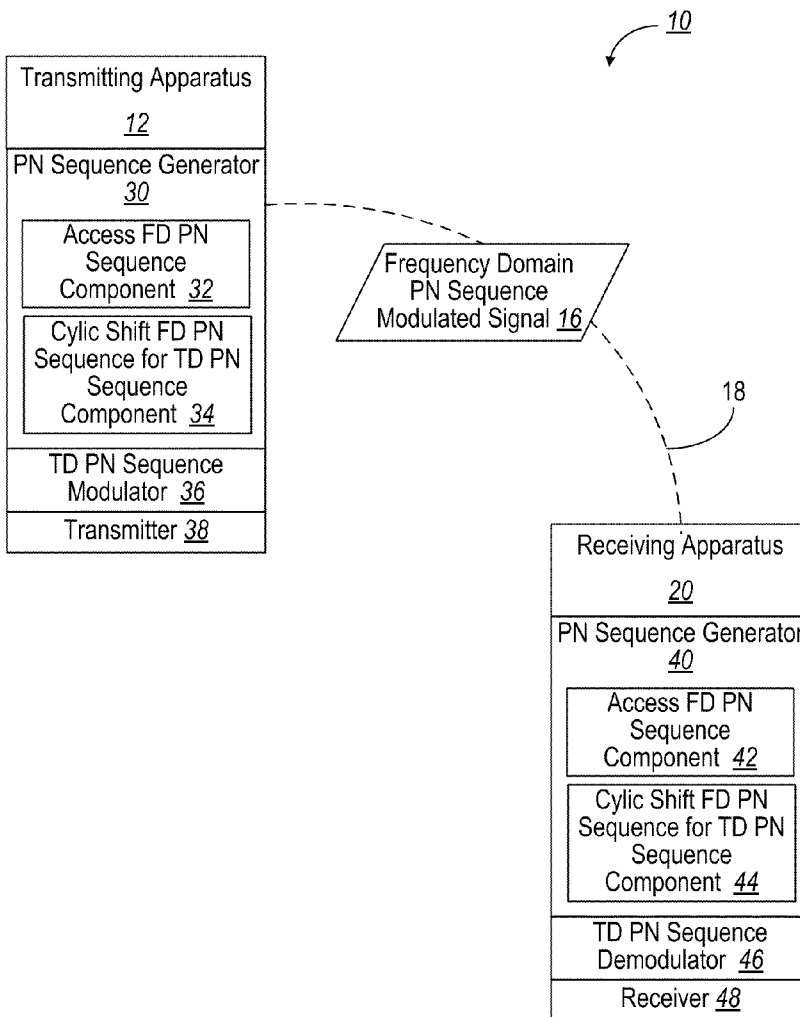 10
Transmitting Apparatus
12
PN Sequence Generator
30
Access FD PN
Sequence
Component 32
Cylic Shift FD PN
Sequence for TD PN
Sequence
Component 34
TD PN Sequence
Modulator 36
Transmitter 38
Frequency Domain
PN Sequence
Modulated Signal 16
18
Receiving Apparatus
20
PN Sequence Generator
40
Access FD PN
Sequence
Component 42
Cylic Shift FD PN
Sequence for TD PN
Sequence
Component 44
TD PN Sequence
Demodulator 46
Receiver 48